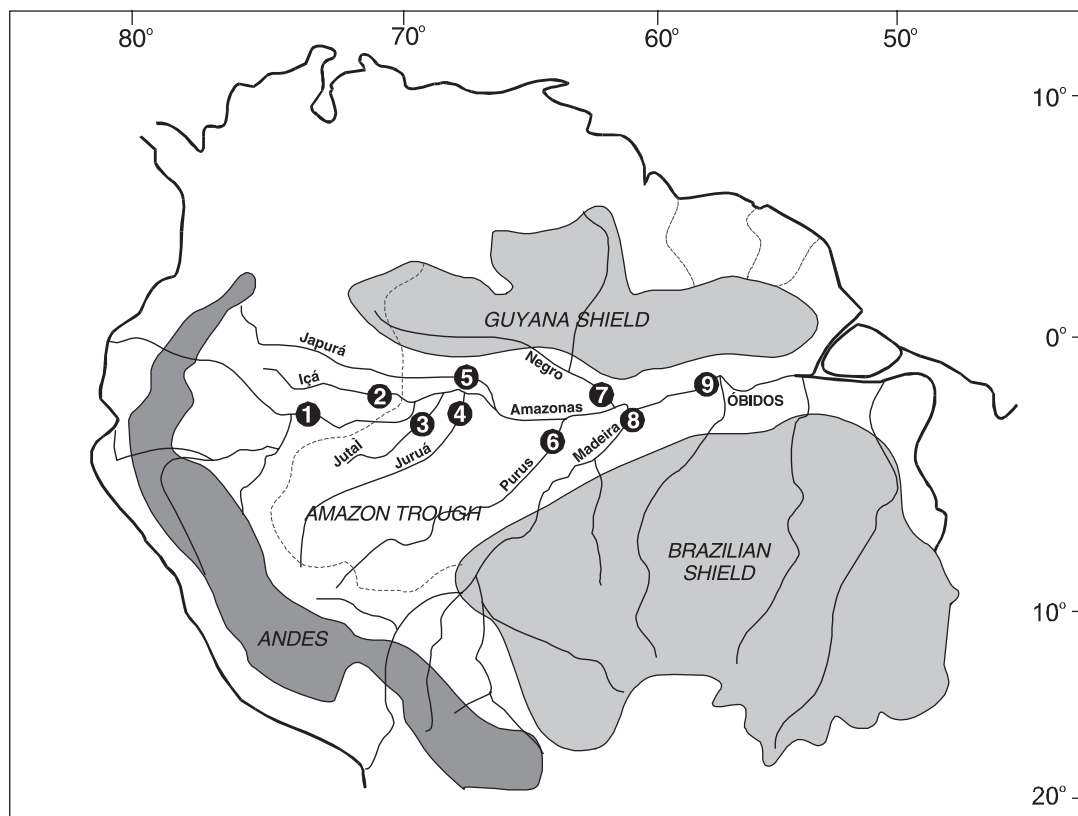 80°
70°
60°
50°
10°
GUYANA SHIELD
0°
Japurá
Negro
Içá
5
2
7
9
1
Amazonas
ÓBIDOS
3
4
8
Jutaí
Juruá
6
Madeira
Purus
AMAZON TROUGH
BRAZILIAN
SHIELD
10°
ANDES
20°